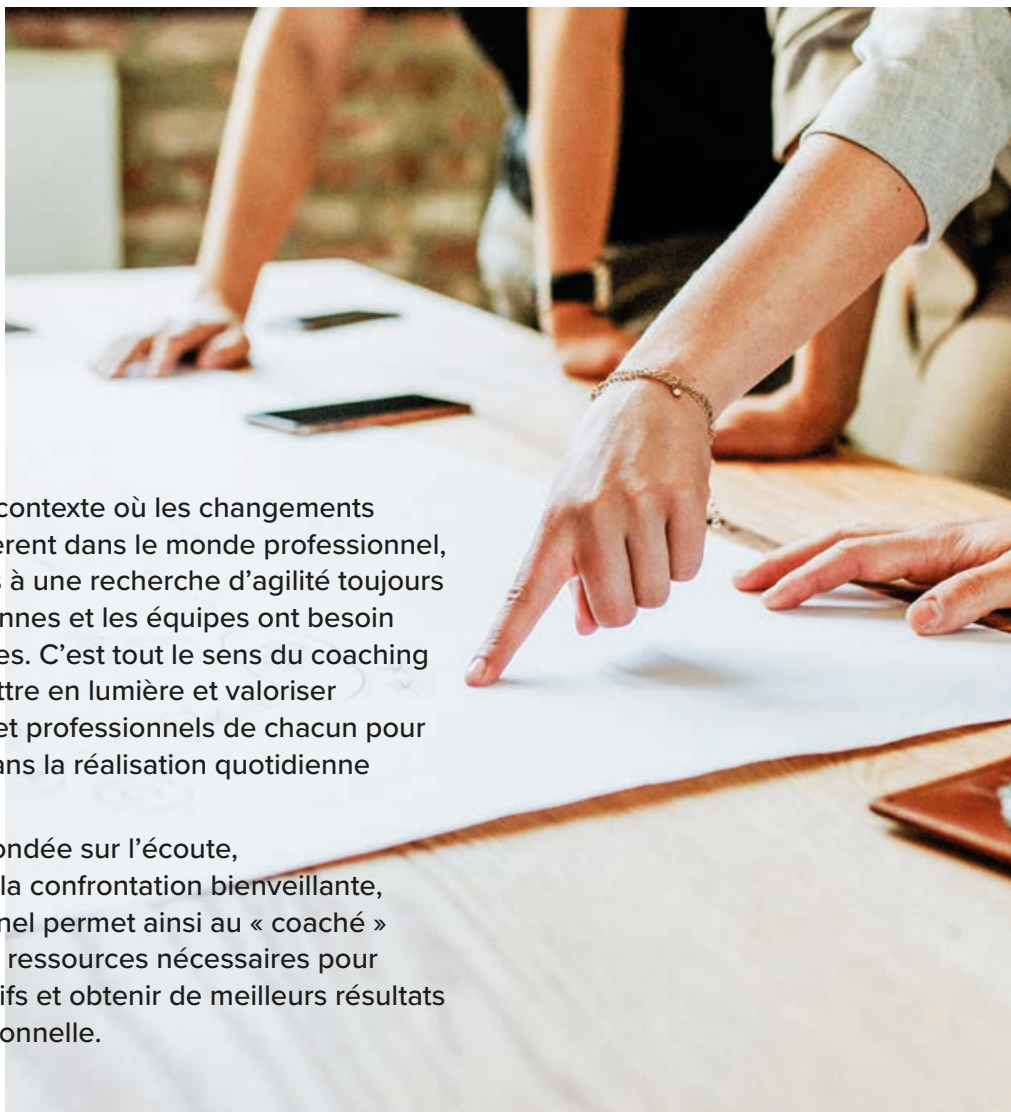 contexte où les changements
èrent dans le monde professionnel,
à une recherche d’agilité toujours
nnes et les équipes ont besoin
es. C’est tout le sens du coaching
ttre en lumière et valoriser
et professionnels de chacun pour
ans la réalisation quotidienne
ondée sur l’écoute,
la confrontation bienveillante,
nel permet ainsi au « coaché »
ressources nécessaires pour
ifs et obtenir de meilleurs résultats
onnelle.